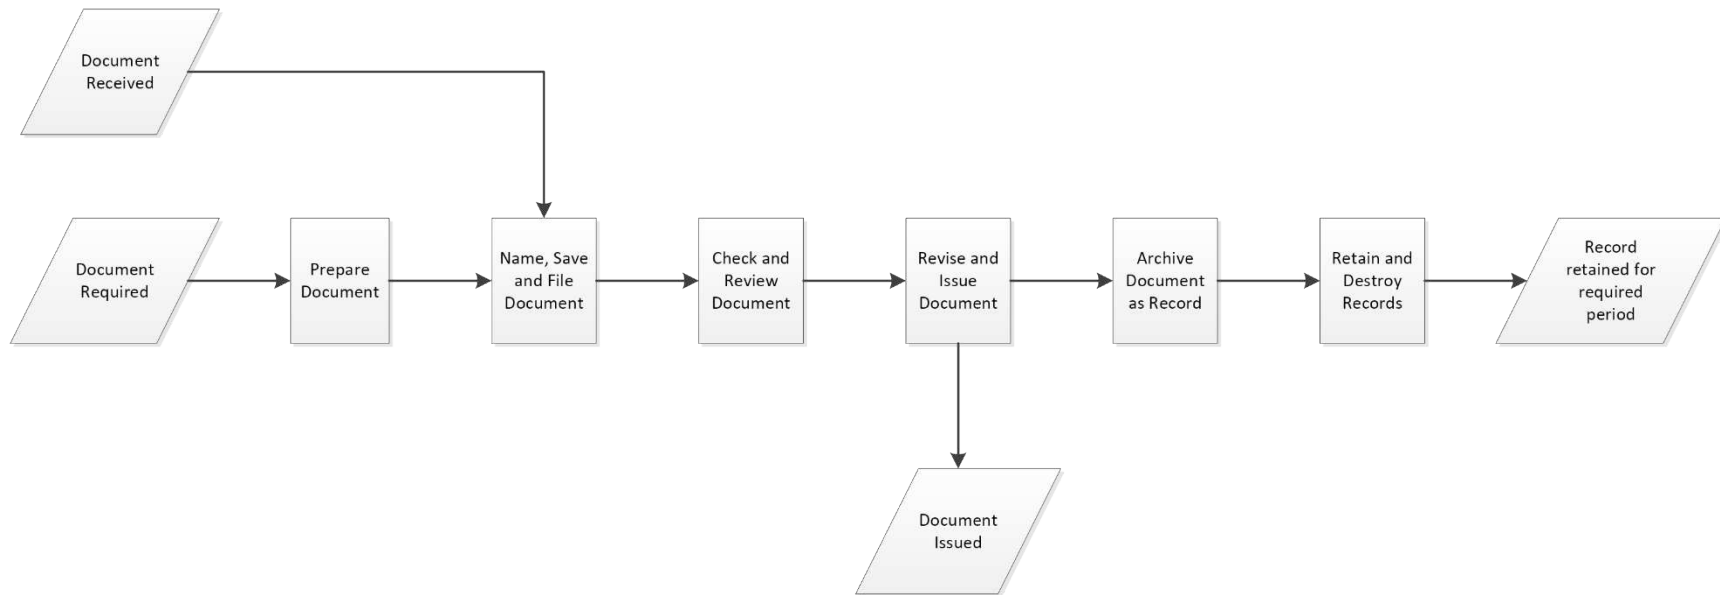 Document
Received
Document
Required
Prepare
Document
Name, Save
and File
Document
Check and
Review
Document
Revise and
Issue
Document
Archive
Document
as Record
Retain and
Destroy
Records
Record
retained for
required
period
Document
Issued